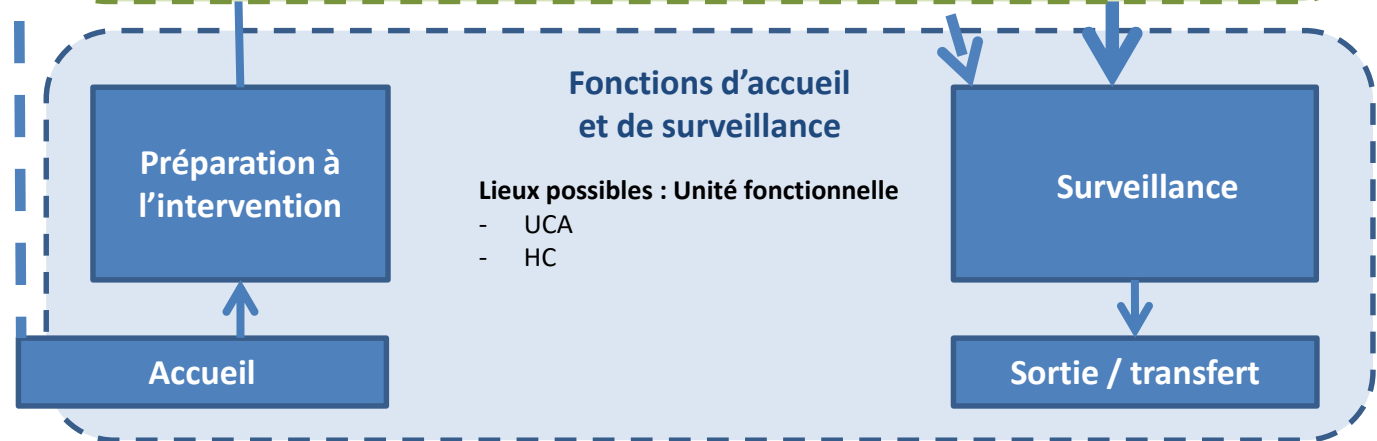 Fonctions d’accueil
et de surveillance
Préparation à
l’intervention
Lieux possibles : Unité fonctionnelle
- UCA
- HC
Surveillance
Accueil
Sortie / transfert